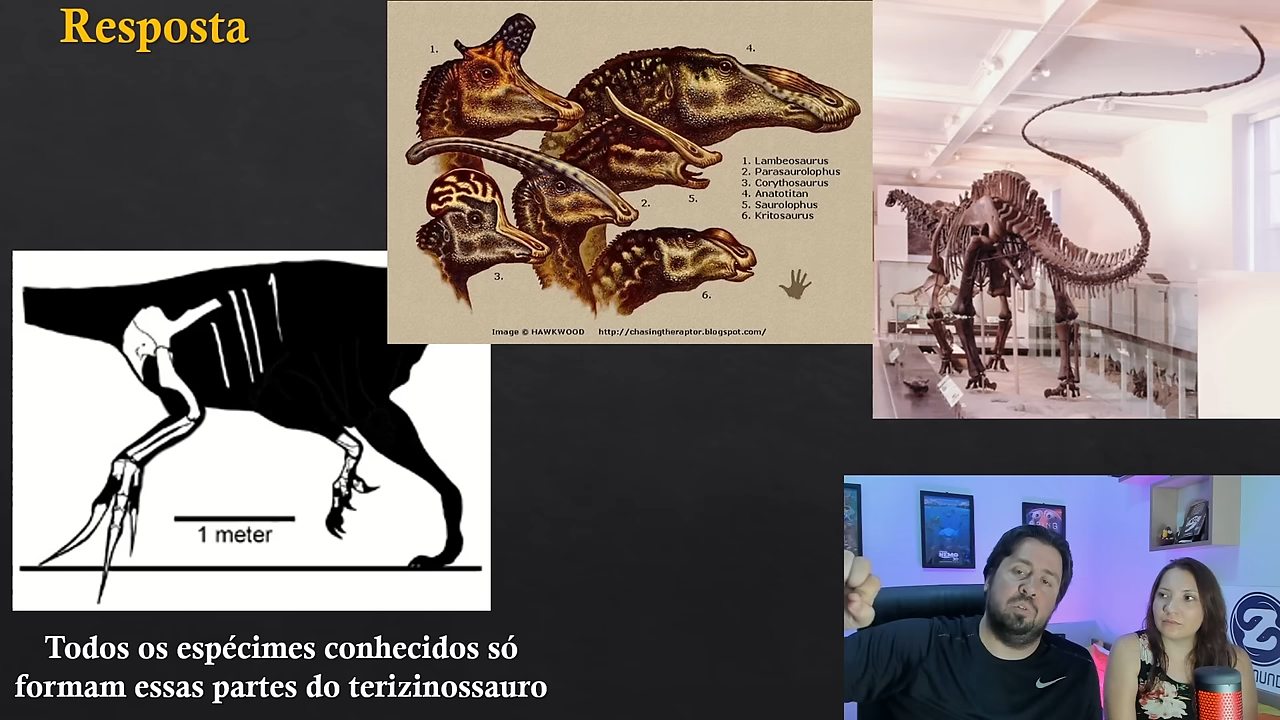 Resposta
1.
4.
1. Lambeosaurus
2. Parasaurolophus
3. Corythosaurus
4. Anatotitan
5. Saurolophus
6. Kritosaurus
2.
5.
3.
6.
Image © HAWKWOOD http://chasingtheraptor.blogspot.com/
1 meter
NEMO
Todos os espécimes conhecidos só
formam essas partes do terizinossauro